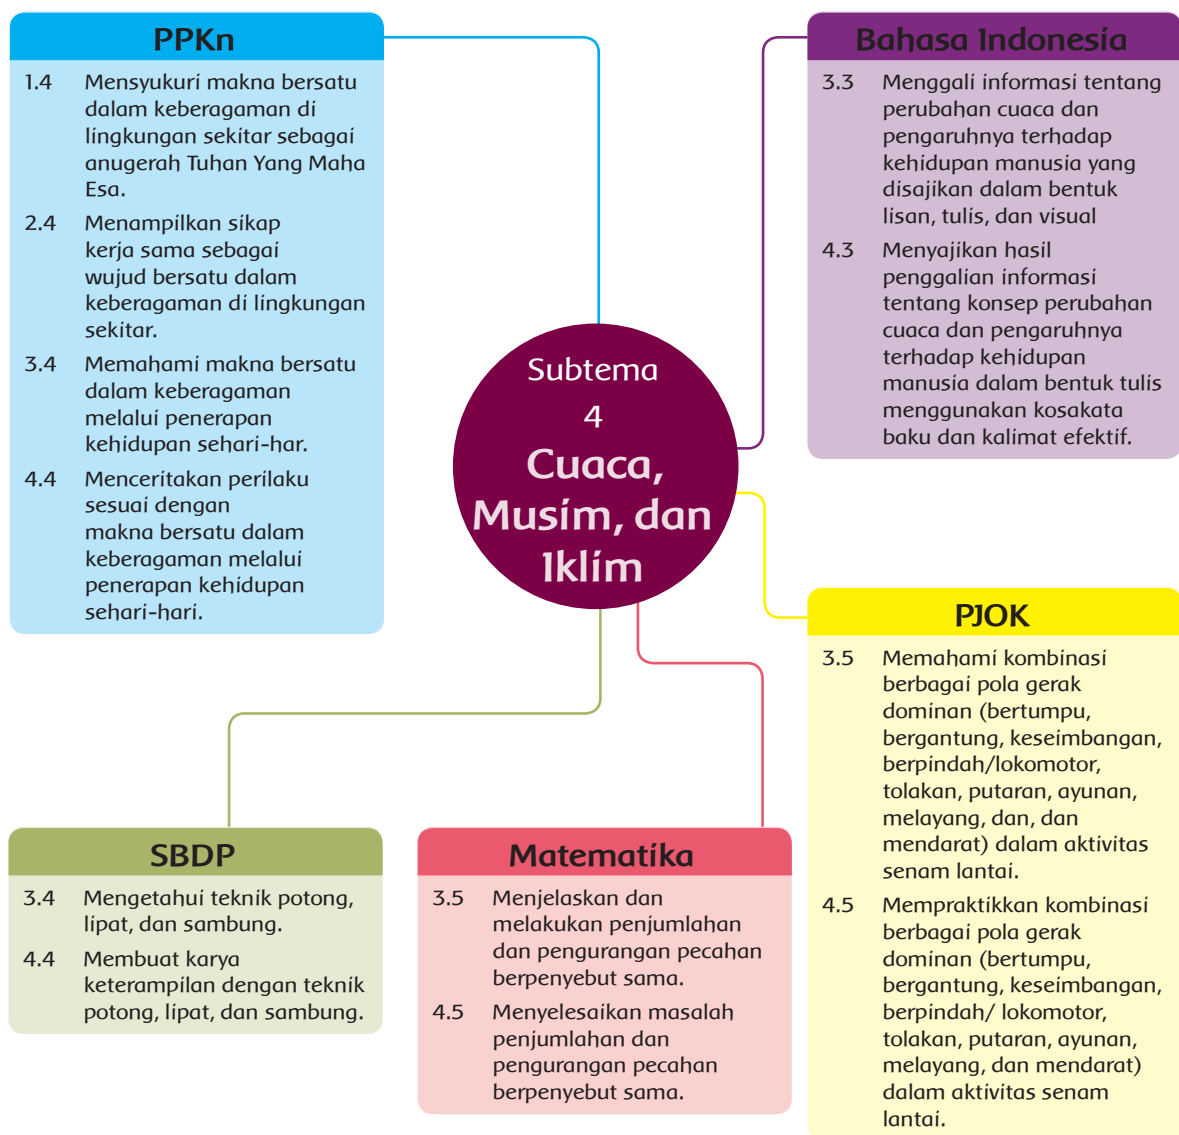 PPKn
1.4 Mensyukuri makna bersatu
dalam keberagaman di
lingkungan sekitar sebagai
anugerah Tuhan Yang Maha
Esa.
2.4 Menampilkan sikap
kerja sama sebagai
wujud bersatu dalam
keberagaman di lingkungan
sekitar.
3.4 Memahami makna bersatu
dalam keberagaman
melalui penerapan
kehidupan sehari-har.
4.4 Menceritakan perilaku
sesuai dengan
makna bersatu dalam
keberagaman melalui
penerapan kehidupan
sehari-hari.
Bahasa Indonesia
3.3 Menggali informasi tentang
perubahan cuaca dan
pengaruhnya terhadap
kehidupan manusia yang
disajikan dalam bentuk
lisan, tulis, dan visual
4.3 Menyajikan hasil
penggalian informasi
tentang konsep perubahan
cuaca dan pengaruhnya
terhadap kehidupan
manusia dalam bentuk tulis
menggunakan kosakata
baku dan kalimat efektif.
Subtema
4
Cuaca,
Musim, dan
Iklim
PJOK
3.5 Memahami kombinasi
berbagai pola gerak
dominan (bertumpu,
bergantung, keseimbangan,
berpindah/lokomotor,
tolakan, putaran, ayunan,
melayang, dan, dan
mendarat) dalam aktivitas
senam lantai.
4.5 Mempraktikkan kombinasi
berbagai pola gerak
dominan (bertumpu,
bergantung, keseimbangan,
berpindah/ lokomotor,
tolakan, putaran, ayunan,
melayang, dan mendarat)
dalam aktivitas senam
lantai.
SBDP
3.4 Mengetahui teknik potong,
lipat, dan sambung.
4.4 Membuat karya
keterampilan dengan teknik
potong, lipat, dan sambung.
Matematika
3.5 Menjelaskan dan
melakukan penjumlahan
dan pengurangan pecahan
berpenyebut sama.
4.5 Menyelesaikan masalah
penjumlahan dan
pengurangan pecahan
berpenyebut sama.